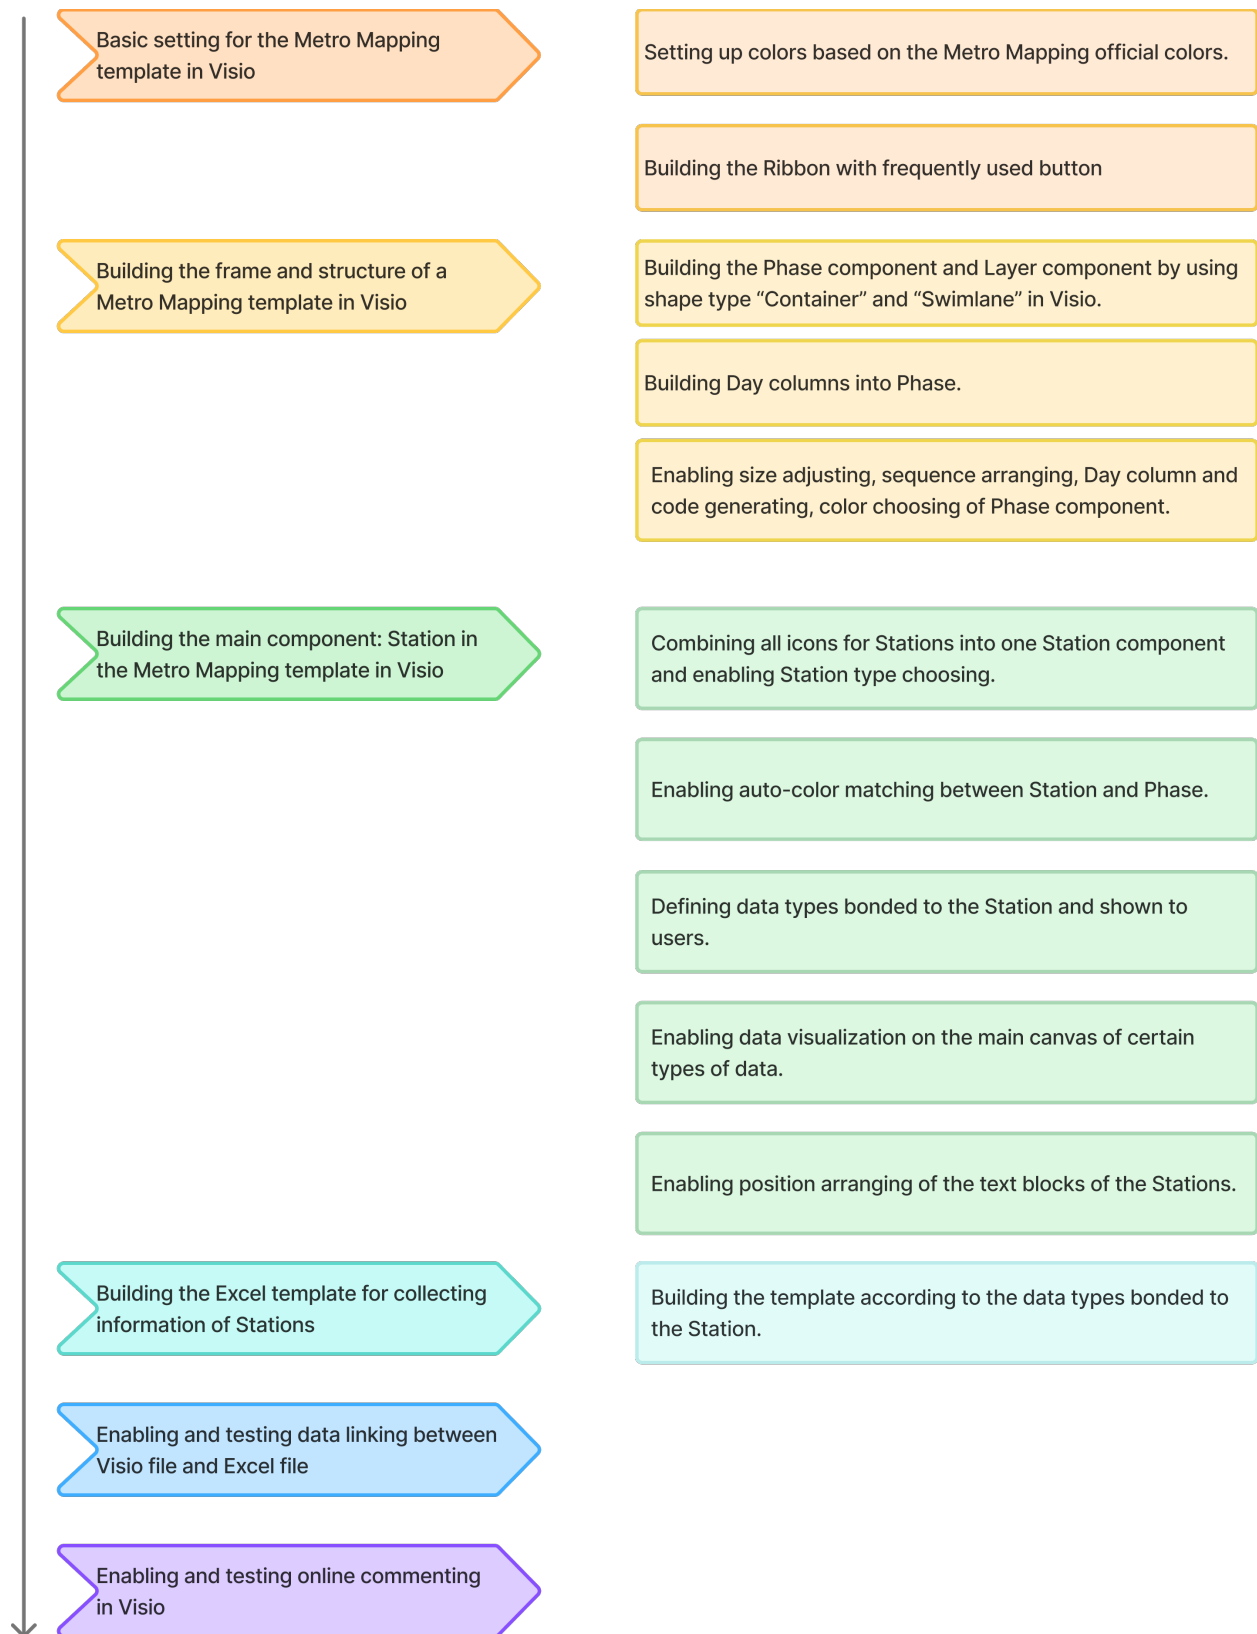 Basic setting for the Metro Mapping
template in Visio
Setting up colors based on the Metro Mapping official colors.
Building the Ribbon with frequently used button
Building the frame and structure of a
Metro Mapping template in Visio
Building the Phase component and Layer component by using
shape type “Container” and “Swimlane” in Visio.
Building Day columns into Phase.
Enabling size adjusting, sequence arranging, Day column and
code generating, color choosing of Phase component.
Building the main component: Station in
the Metro Mapping template in Visio
Combining all icons for Stations into one Station component
and enabling Station type choosing.
Enabling auto-color matching between Station and Phase.
Defining data types bonded to the Station and shown to
users.
Enabling data visualization on the main canvas of certain
types of data.
Enabling position arranging of the text blocks of the Stations.
Building the Excel template for collecting
information of Stations
Building the template according to the data types bonded to
the Station.
Enabling and testing data linking between
Visio file and Excel file
Enabling and testing online commenting
in Visio